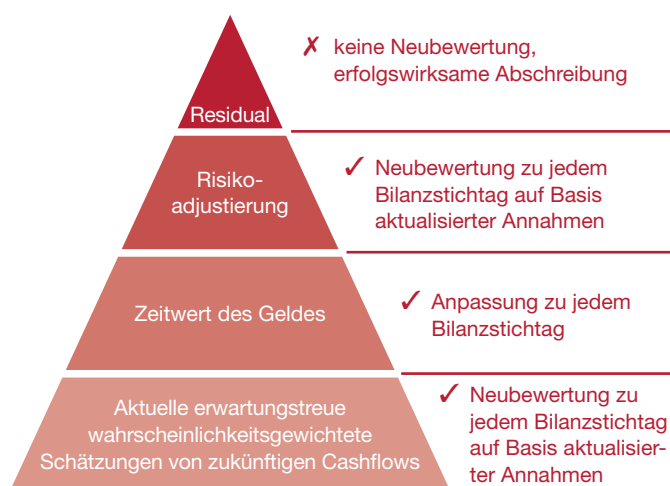 ✗ keine Neubewertung,
erfolgswirksame Abschreibung
Residual
Risiko-
adjustierung
✓ Neubewertung zu jedem
Bilanzstichtag auf Basis
aktualisierter Annahmen
Zeitwert des Geldes
✓ Anpassung zu jedem
Bilanzstichtag
Aktuelle erwartungstreue
wahrscheinlichkeitsgewichtete
Schätzungen von zukünftigen Cashflows
✓ Neubewertung zu
jedem Bilanzstichtag
auf Basis aktualisier-
ter Annahmen